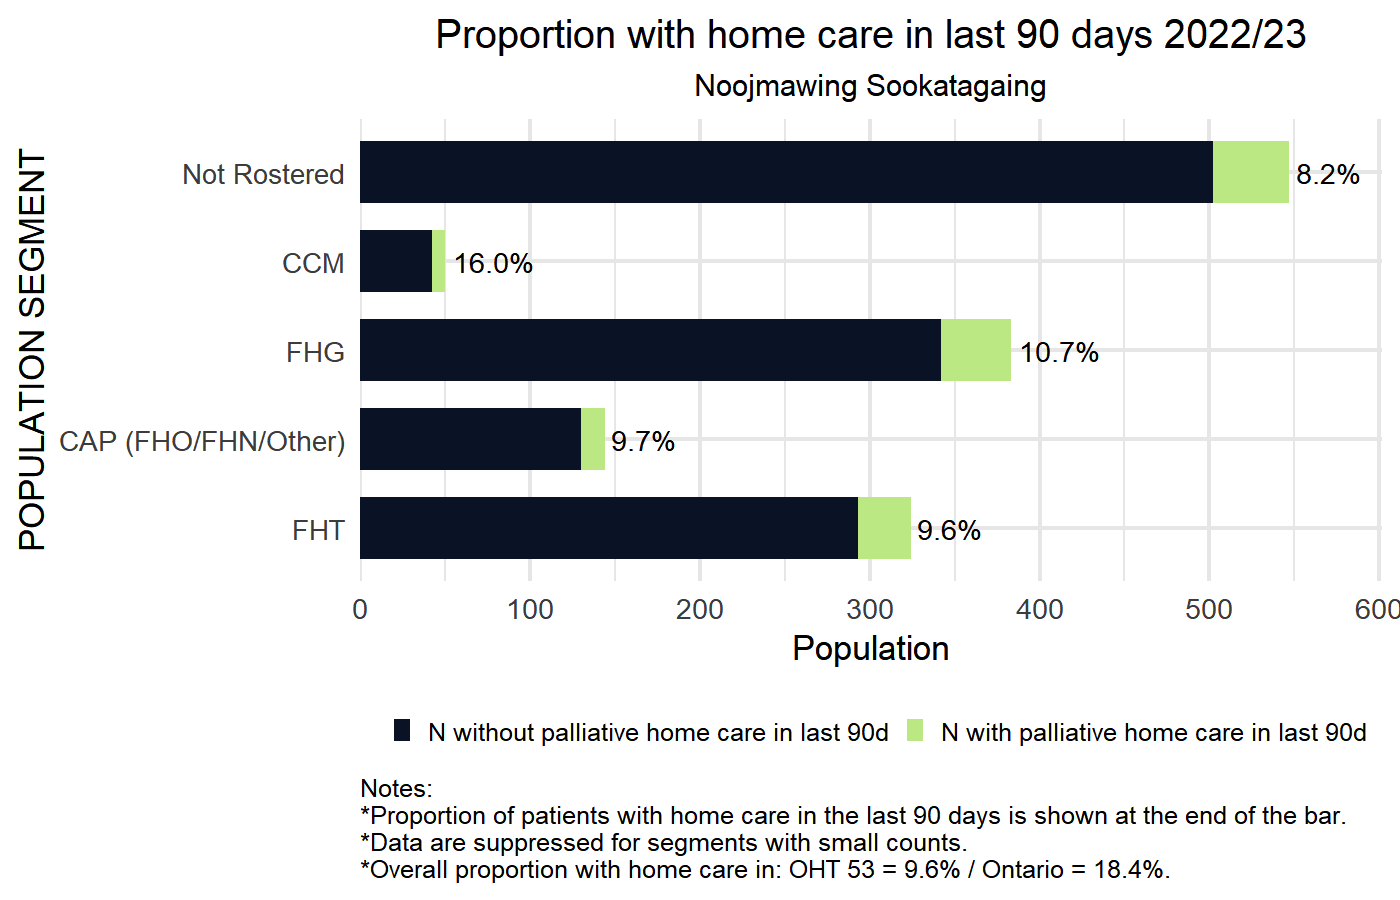 Proportion with home care in last 90 days 2022/23
Noojmawing Sookatagaing
POPULATION SEGMENT
Not Rostered
8.2%
CCM
16.0%
FHG
10.7%
CAP (FHO/FHN/Other)
9.7%
FHT
9.6%
0 100 200 300 400 500 600
Population
N without palliative home care in last 90d N with palliative home care in last 90d
Notes:
*Proportion of patients with home care in the last 90 days is shown at the end of the bar.
*Data are suppressed for segments with small counts.
*Overall proportion with home care in: OHT 53 = 9.6% / Ontario = 18.4%.